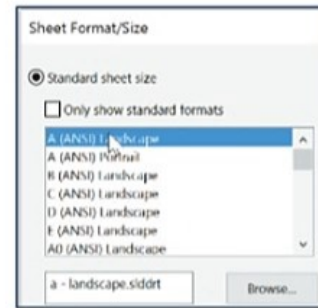 Sheet Format/Size
Standard sheet size
Only show standard formats
A (ANSI) Landscape
A (ANSI) Portrait
B (ANSI) Landscape
C (ANSI) Landscape
D (ANSI) Landscape
E (ANSI) Landscape
A0 (ANSI) Landscape
a - landscape.slddrt
Browse...